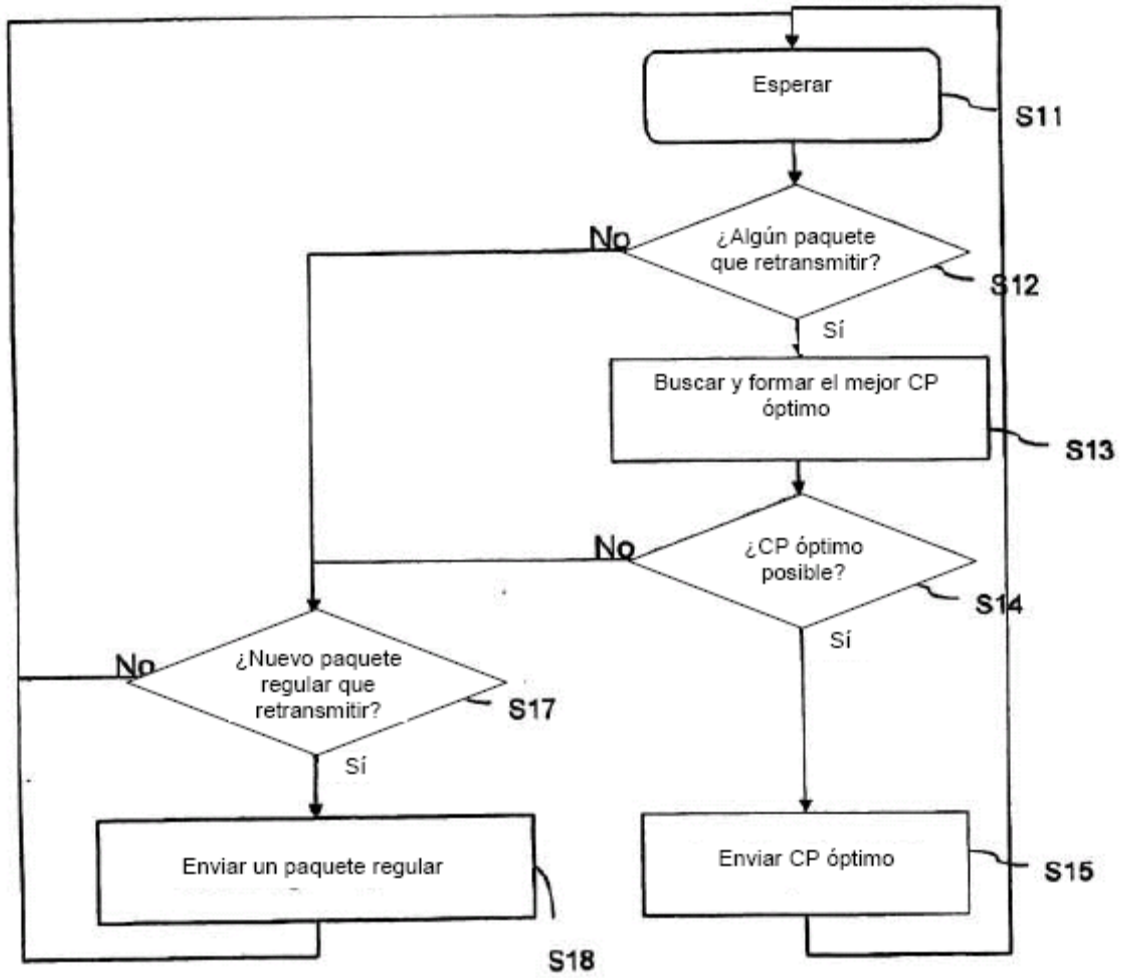 Esperar
S11
No
¿Algún paquete
que retransmitir?
S12
Sí
Buscar y formar el mejor CP
óptimo
S13
No
¿CP óptimo
posible?
S14
Sí
No
¿Nuevo paquete
regular que
retransmitir?
S17
Sí
Enviar un paquete regular
S18
Enviar CP óptimo
S15